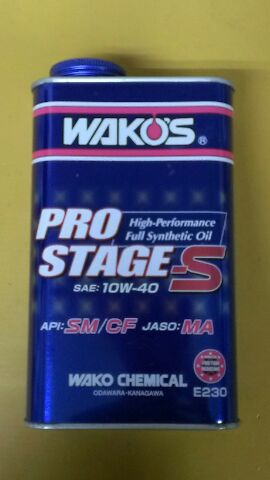 WAKO'S®
PRO High-Performance
Full Synthetic Oil
STAGE-S
SAE: 10W-40
API: SM/CF JASO: MA
WAKO CHEMICAL
ODAWARA-KANAGAWA
E230